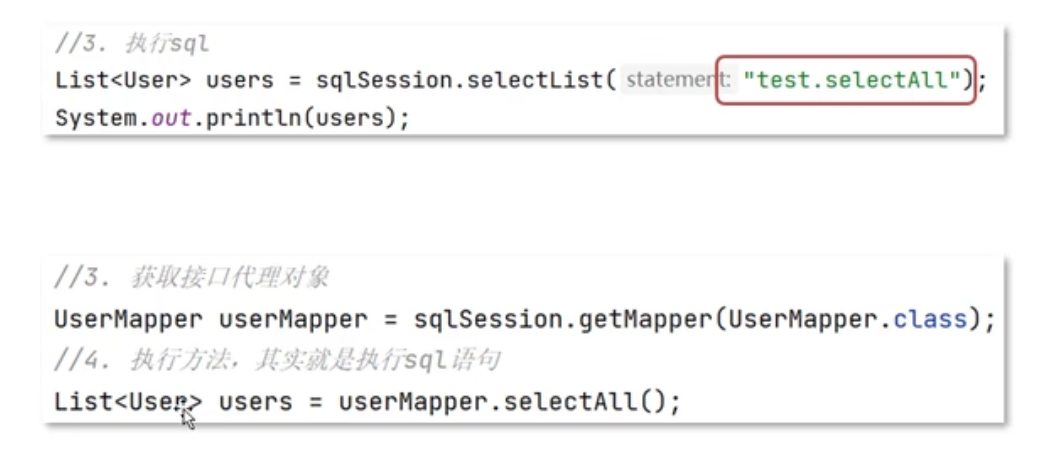 //3. 执行sql
List<User> users = sqlSession.selectList( statement: "test.selectAll");
System.out.println(users);
//3. 获取接口代理对象
UserMapper userMapper = sqlSession.getMapper(UserMapper.class);
//4. 执行方法，其实就是执行sql语句
List<User> users = userMapper.selectAll();